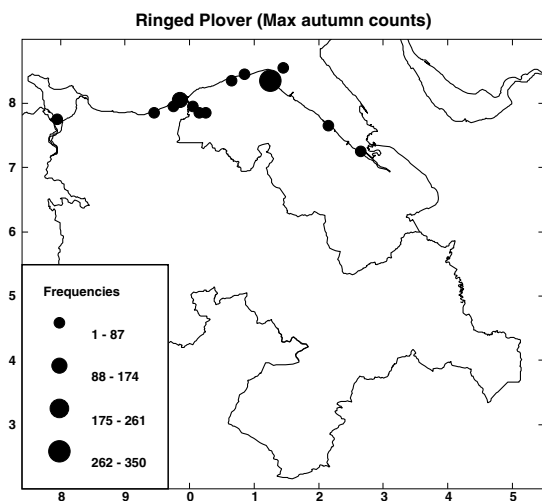 Ringed Plover (Max autumn counts)
8
7
6
5
4
3
Frequencies
1 - 87
88 - 174
175 - 261
262 - 350
8 9 0 1 2 3 4 5